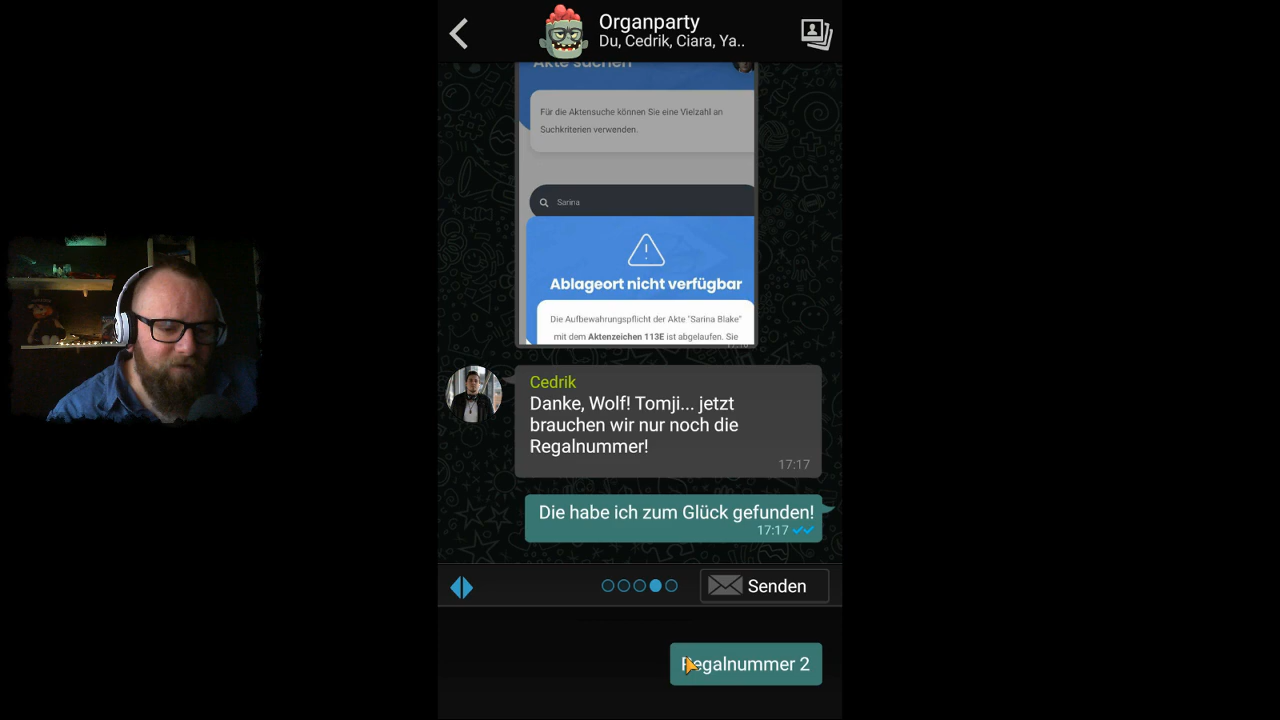 Organparty
Du, Cedrik, Ciara, Ya..
Akte suchen
Für die Aktensuche können Sie eine Vielzahl an
Suchkriterien verwenden.
Sarina
Ablageort nicht verfügbar
Die Aufbewahrungspflicht der Akte "Sarina Blake"
mit dem Aktenzeichen 113E ist abgelaufen. Sie
Cedrik
Danke, Wolf! Tomji... jetzt
brauchen wir nur noch die
Regalnummer!
17:17
Die habe ich zum Glück gefunden!
17:17
Senden
Regalnummer 2